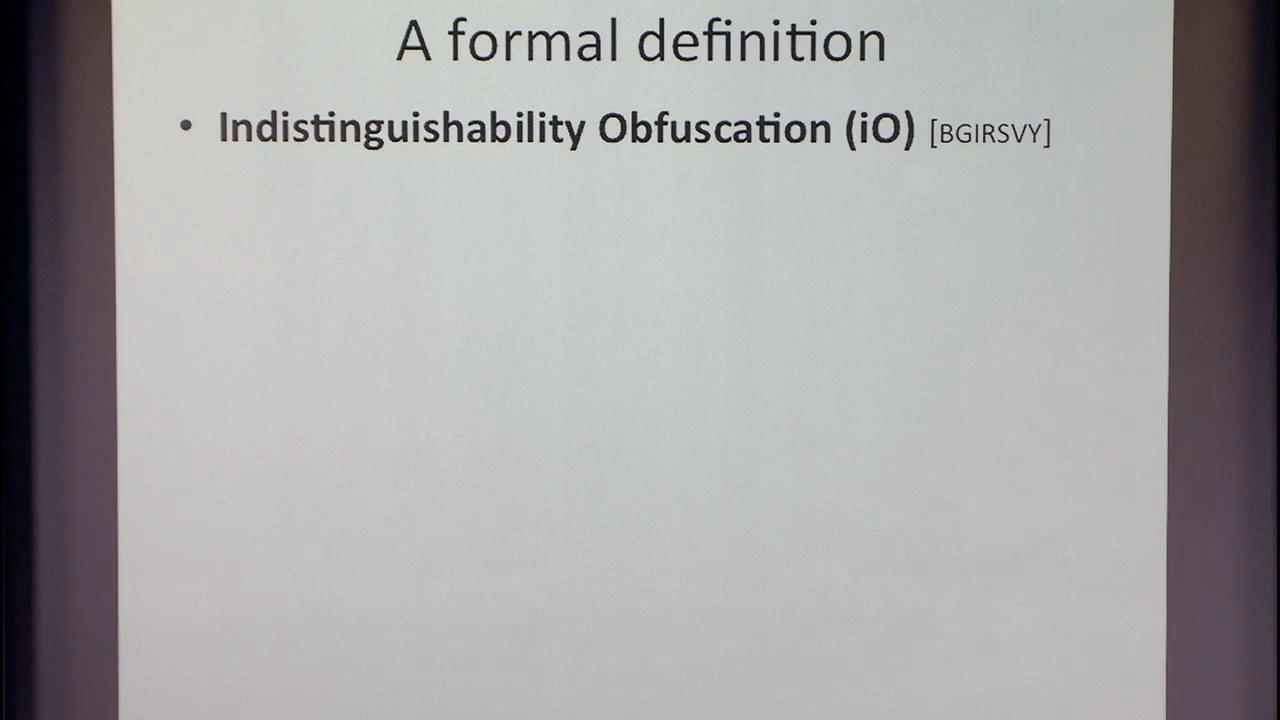 A formal definition
• Indistinguishability Obfuscation (iO) [BGIRSVY]